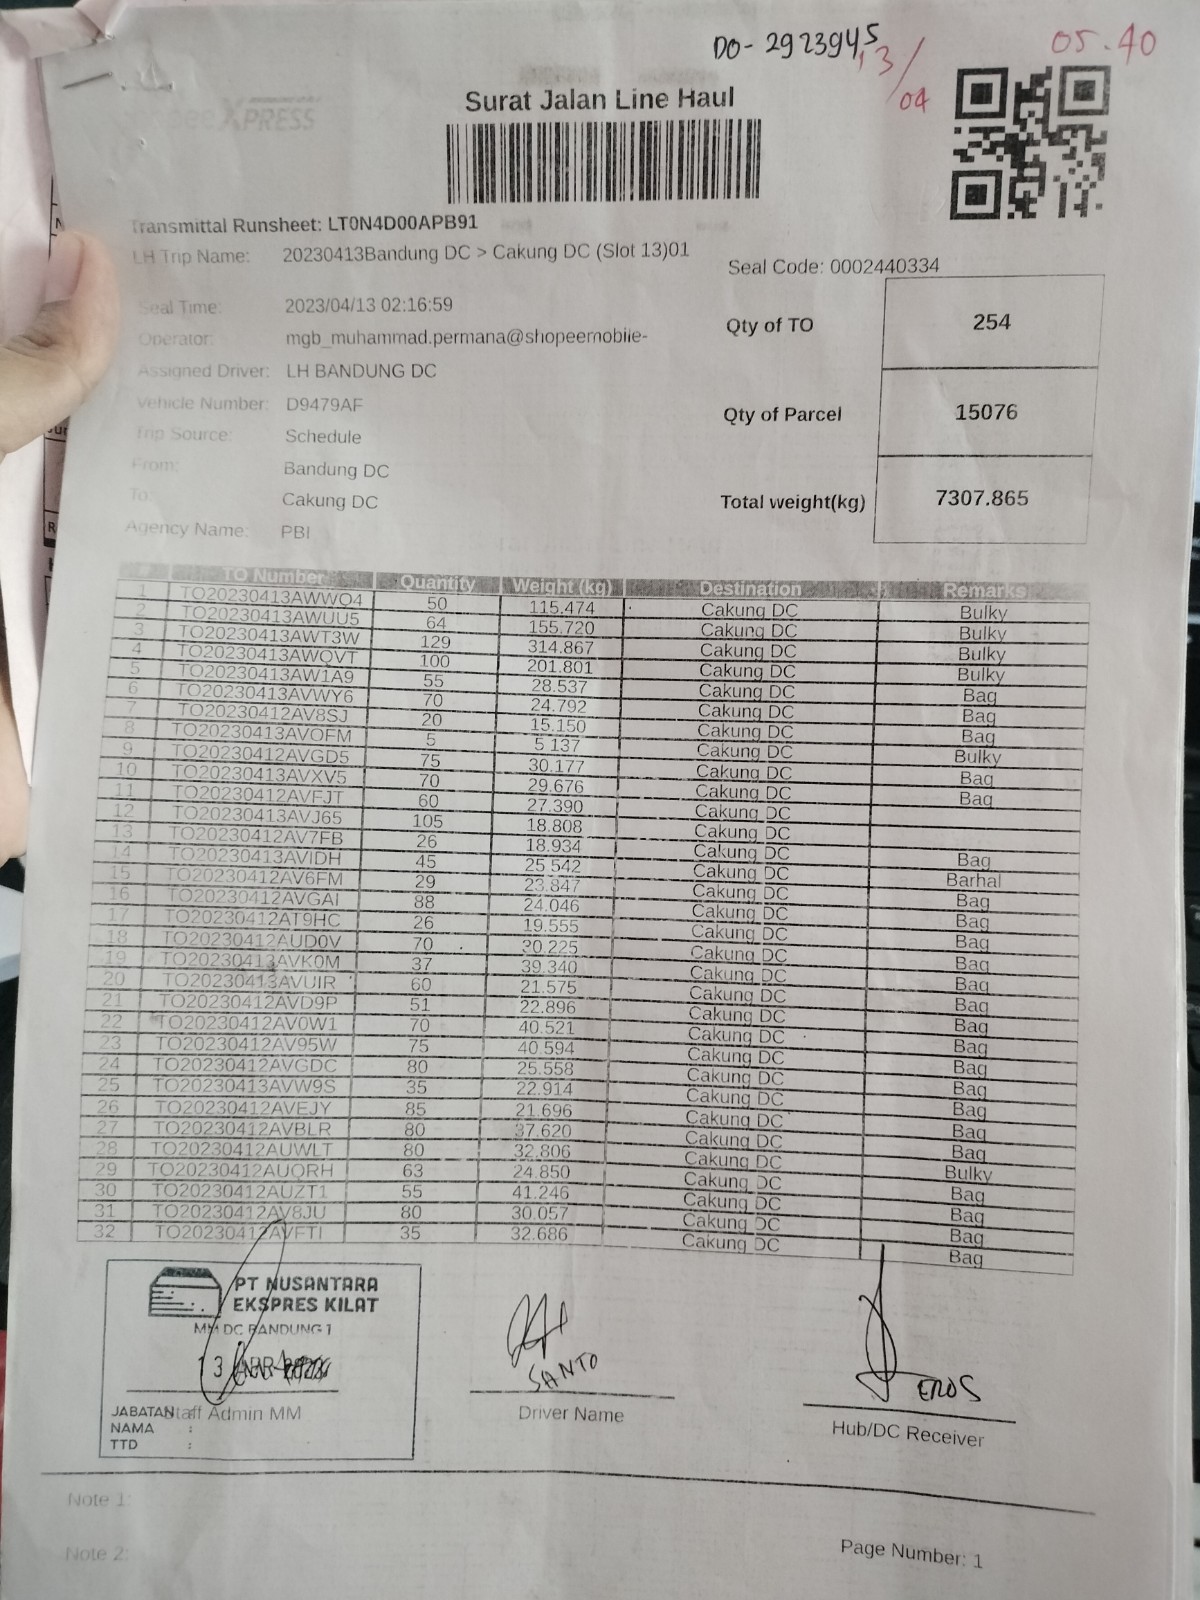 DO-2923945
13/04
05.40
XPRESS
Surat Jalan Line Haul
Transmittal Runsheet: LT0N4D00APB91
LH Trip Name: 20230413Bandung DC > Cakung DC (Slot 13)01
Seal Code: 0002440334
Seal Time: 2023/04/13 02:16:59
Operator: mgb_muhammad.permana@shopeemobile-
Assigned Driver: LH BANDUNG DC
Vehicle Number: D9479AF
Trip Source: Schedule
From: Bandung DC
To: Cakung DC
Agency Name: PBI
Qty of TO 254
Qty of Parcel 15076
Total weight(kg) 7307.865
TO Number Quantity Weight (kg) Destination Remarks
1 TO20230413AWWQ4 50 115.474 Cakung DC Bulky
2 TO20230413AWUU5 64 155.720 Cakung DC Bulky
3 TO20230413AWT3W 129 314.867 Cakung DC Bulky
4 TO20230413AWQVT 100 201.801 Cakung DC Bulky
5 TO20230413AW1A9 55 28.537 Cakung DC Bag
6 TO20230413AVWY6 70 24.792 Cakung DC Bag
7 TO20230412AV8SJ 20 15.150 Cakung DC Bag
8 TO20230413AVOFM 5 5.137 Cakung DC Bulky
9 TO20230412AVGD5 75 30.177 Cakung DC Bag
10 TO20230413AVXV5 70 29.676 Cakung DC Bag
11 TO20230412AVFJT 60 27.390 Cakung DC
12 TO20230413AVJ65 105 18.808 Cakung DC
13 TO20230412AV7FB 26 18.934 Cakung DC Bag
14 TO20230413AVIDH 45 25.542 Cakung DC Barhal
15 TO20230412AV6FM 29 23.847 Cakung DC Bag
16 TO20230412AVGAI 88 24.046 Cakung DC Bag
17 TO20230412AT9HC 26 19.555 Cakung DC Bag
18 TO20230412AUD0V 70 20.225 Cakung DC Bag
19 TO20230413AVK0M 37 39.340 Cakung DC Bag
20 TO20230413AVUIR 60 21.575 Cakung DC Bag
21 TO20230412AVD9P 51 22.896 Cakung DC Bag
22 TO20230412AV0W1 70 40.521 Cakung DC Bag
23 TO20230412AV95W 75 40.594 Cakung DC Bag
24 TO20230412AVGDC 80 25.558 Cakung DC Bag
25 TO20230413AVW9S 35 22.914 Cakung DC Bag
26 TO20230412AVEJY 85 21.696 Cakung DC Bag
27 TO20230412AVBLR 80 37.620 Cakung DC Bag
28 TO20230412AUWLT 80 32.806 Cakung DC Bulky
29 TO20230412AUQRH 63 24.850 Cakung DC Bag
30 TO20230412AUZT1 55 41.246 Cakung DC Bag
31 TO20230412AV8JU 80 30.057 Cakung DC Bag
32 TO20230412AVFTI 35 32.686 Cakung DC Bag
PT NUSANTARA
EKSPRES KILAT
MM DC BANDUNG 1
13 APR
JABATAN
Staff Admin MM
NAMA :
TTD :
SANTO
Driver Name
EROS
Hub/DC Receiver
Note 1:
Note 2:
Page Number: 1